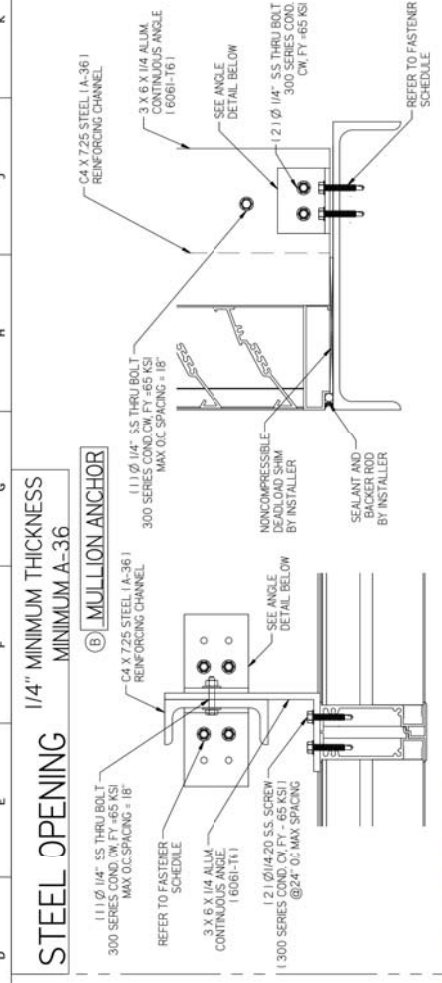 D
E
F
G
H
J
K
STEEL OPENING
1/4" MINIMUM THICKNESS
MINIMUM A-36
B MULLION ANCHOR
(1) Ø 1/4" SS THRU BOLT
300 SERIES COND. CW, FY =65 KSI
MAX O.C. SPACING = 18"
C4 X 7.25 STEEL (A-36)
REINFORCING CHANNEL
REFER TO FASTENER
SCHEDULE
3 X 6 X 1/4 ALUM.
CONTINUOUS ANGLE
(6061-T6)
SEE ANGLE
DETAIL BELOW
(2) Ø1/4-20 S.S. SCREW
(300 SERIES COND. CW, FY - 65 KSI)
@24" O.C. MAX SPACING
(1) Ø 1/4" SS THRU BOLT
300 SERIES COND. CW, FY =65 KSI
MAX O.C. SPACING = 18"
C4 X 7.25 STEEL (A-36)
REINFORCING CHANNEL
3 X 6 X 1/4 ALUM.
CONTINUOUS ANGLE
(6061-T6)
SEE ANGLE
DETAIL BELOW
(2) Ø 1/4" S.S THRU BOLT
300 SERIES COND.
CW, FY =65 KSI
NONCOMPRESSIBLE
DEADLOAD SHIM
BY INSTALLER
SEALANT AND
BACKER ROD
BY INSTALLER
REFER TO FASTENER
SCHEDULE